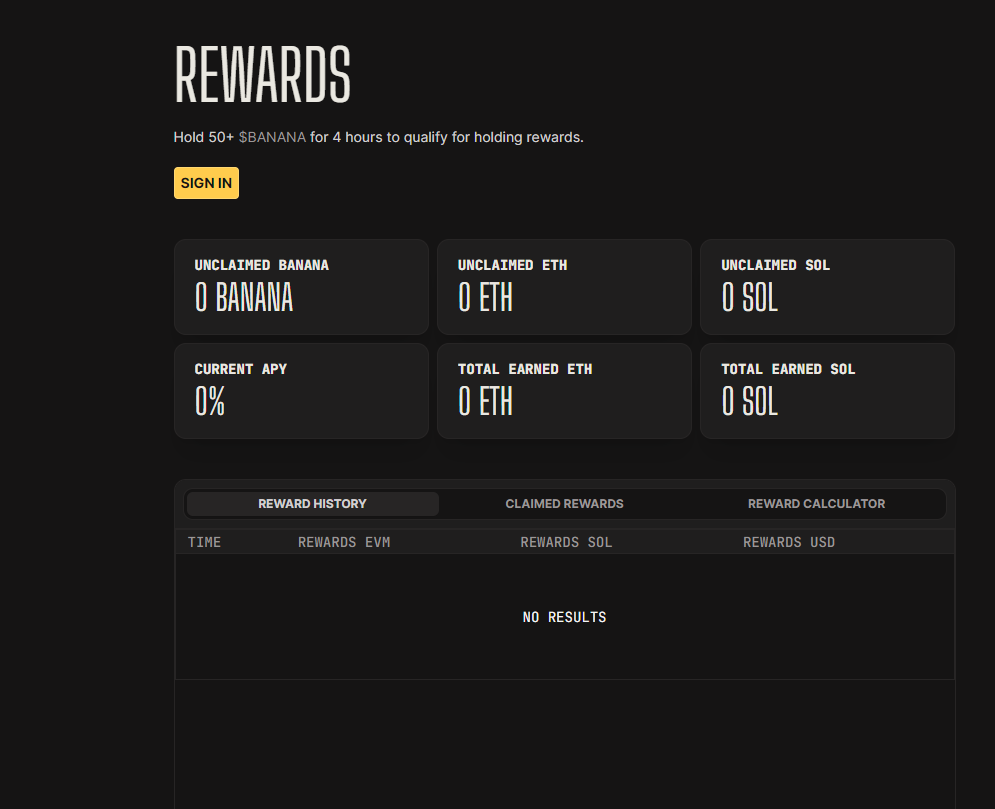 REWARDS
Hold 50+ $BANANA for 4 hours to qualify for holding rewards.
SIGN IN
UNCLAIMED BANANA
0 BANANA
UNCLAIMED ETH
0 ETH
UNCLAIMED SOL
0 SOL
CURRENT APY
0%
TOTAL EARNED ETH
0 ETH
TOTAL EARNED SOL
0 SOL
REWARD HISTORY CLAIMED REWARDS REWARD CALCULATOR
TIME REWARDS EVM REWARDS SOL REWARDS USD
NO RESULTS